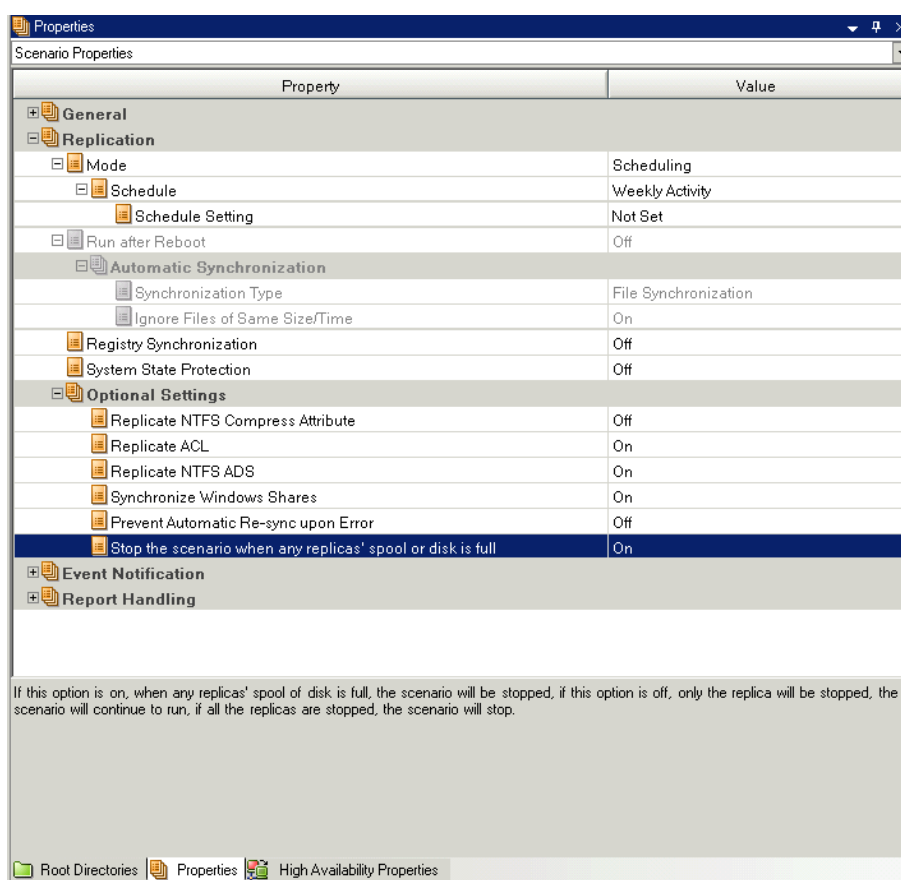 Properties
Scenario Properties
Property Value
General
Replication
Mode Scheduling
Schedule Weekly Activity
Schedule Setting Not Set
Run after Reboot Off
Automatic Synchronization
Synchronization Type File Synchronization
Ignore Files of Same Size/Time On
Registry Synchronization Off
System State Protection Off
Optional Settings
Replicate NTFS Compress Attribute Off
Replicate ACL On
Replicate NTFS ADS On
Synchronize Windows Shares On
Prevent Automatic Re-sync upon Error Off
Stop the scenario when any replicas' spool or disk is full On
Event Notification
Report Handling
If this option is on, when any replicas' spool of disk is full, the scenario will be stopped, if this option is off, only the replica will be stopped, the
scenario will continue to run, if all the replicas are stopped, the scenario will stop.
Root Directories Properties High Availability Properties